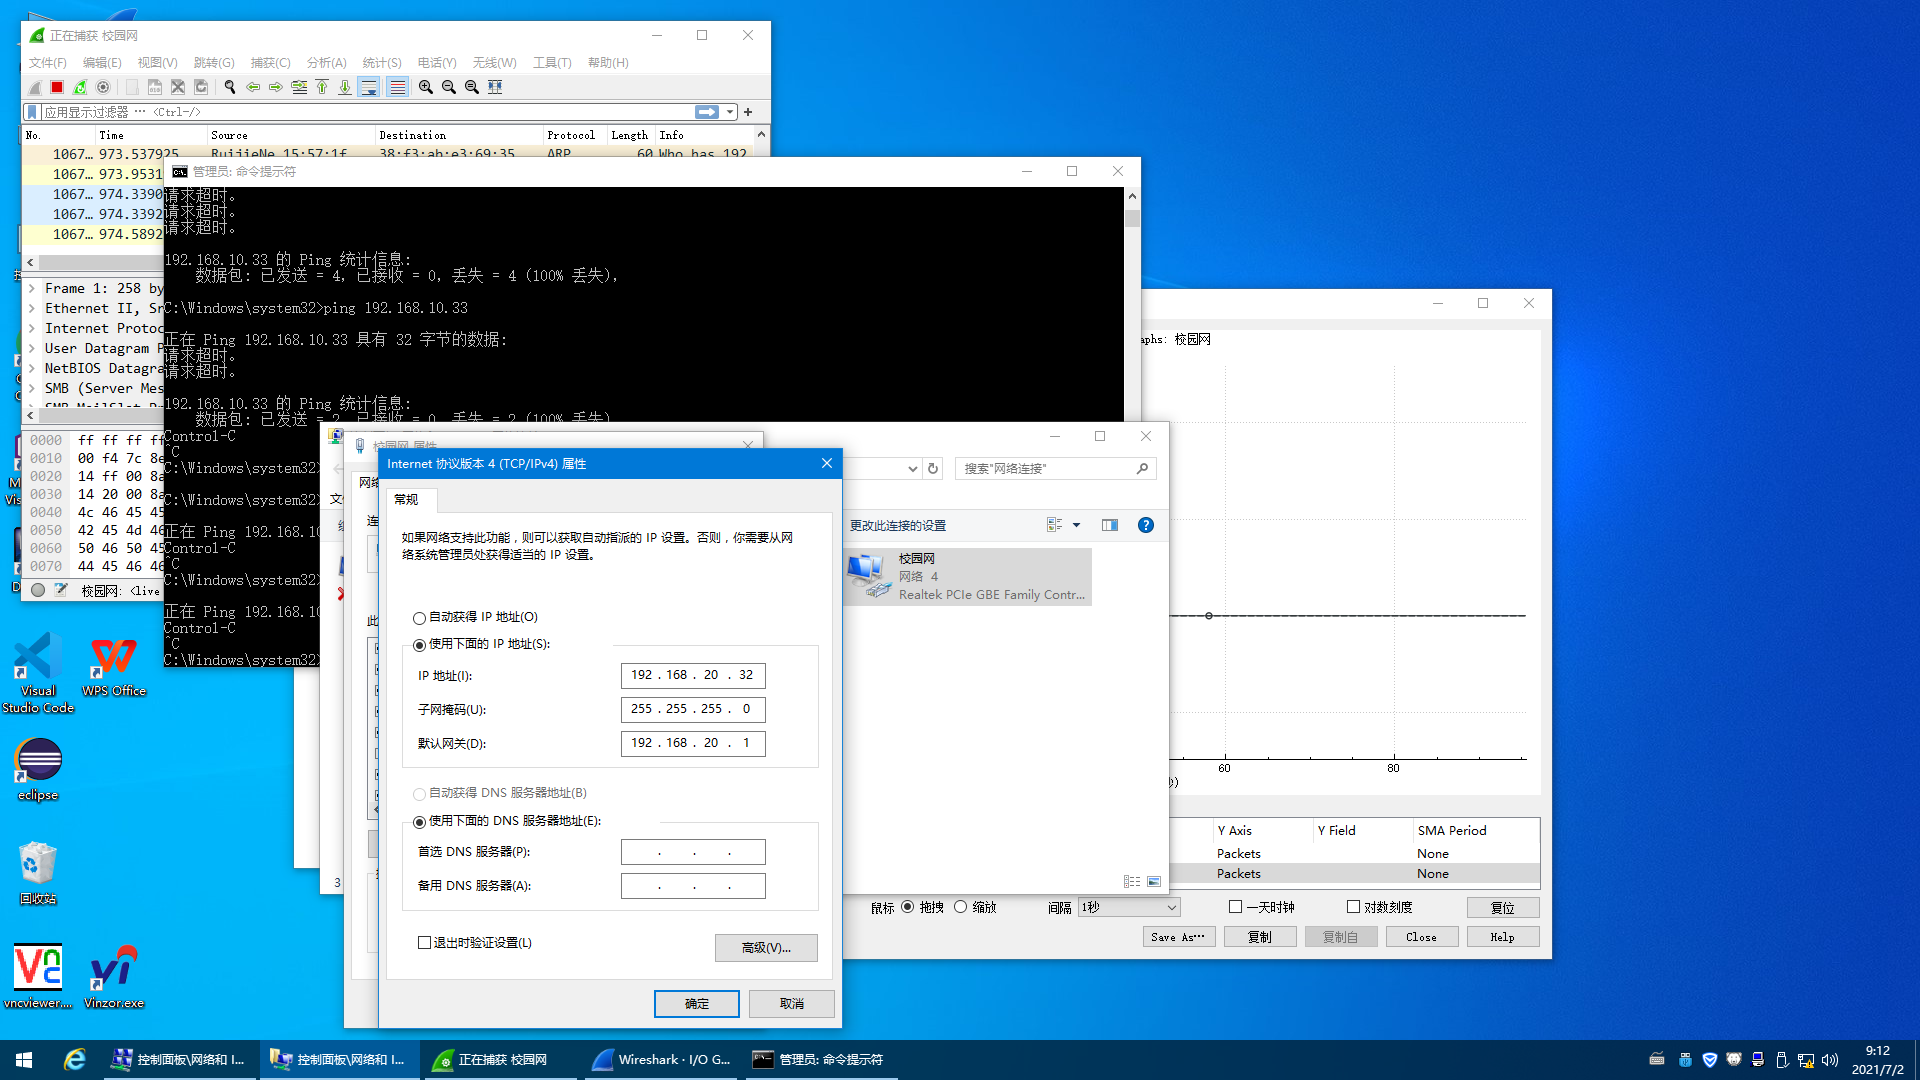 正在捕获 校园网
文件(F) 编辑(E) 视图(V) 跳转(G) 捕获(C) 分析(A) 统计(S) 电话(Y) 无线(W) 工具(T) 帮助(H)
应用显示过滤器 … <Ctrl-/>
No. Time Source Destination Protocol Length Info
1067… 973.537925 RuijieNe_15:57:1f 38:f3:ab:e3:69:35 ARP 60 Who has 192
1067… 973.9531
1067… 974.3390
1067… 974.3392
1067… 974.5892
Frame 1: 258 by
Ethernet II, Sr
Internet Protoc
User Datagram P
NetBIOS Datagra
SMB (Server Mes
SMB MailSlot Pr
0000 ff ff ff ff
0010 00 f4 7c 8e
0020 14 ff 00 8a
0030 14 20 00 8a
0040 4c 46 45 45
0050 42 45 4d 46
0060 50 46 50 45
0070 44 45 46 46
校园网: <live
管理员: 命令提示符
请求超时。
请求超时。
请求超时。
192.168.10.33 的 Ping 统计信息:
数据包: 已发送 = 4，已接收 = 0，丢失 = 4 (100% 丢失)，
C:\Windows\system32>ping 192.168.10.33
正在 Ping 192.168.10.33 具有 32 字节的数据:
请求超时。
请求超时。
192.168.10.33 的 Ping 统计信息:
数据包: 已发送 = 2，已接收 = 0，丢失 = 2 (100% 丢失)
Control-C
^C
C:\Windows\system32>
C:\Windows\system32>
正在 Ping 192.168.10
Control-C
^C
C:\Windows\system32>
正在 Ping 192.168.10
Control-C
^C
C:\Windows\system32>
校园网 属性
网络
搜索"网络连接"
更改此连接的设置
校园网
网络 4
Realtek PCIe GBE Family Contr...
3
Internet 协议版本 4 (TCP/IPv4) 属性
常规
如果网络支持此功能，则可以获取自动指派的 IP 设置。否则，你需要从网
络系统管理员处获得适当的 IP 设置。
自动获得 IP 地址(O)
使用下面的 IP 地址(S):
IP 地址(I): 192 . 168 . 20 . 32
子网掩码(U): 255 . 255 . 255 . 0
默认网关(D): 192 . 168 . 20 . 1
自动获得 DNS 服务器地址(B)
使用下面的 DNS 服务器地址(E):
首选 DNS 服务器(P): . . .
备用 DNS 服务器(A): . . .
退出时验证设置(L)
高级(V)...
确定 取消
aphs: 校园网
60 80
Y Axis Y Field SMA Period
Packets None
Packets None
鼠标 拖拽 缩放 间隔 1秒 一天时钟 对数刻度 复位
Save As… 复制 复制自 Close Help
Visual
Studio Code
WPS Office
eclipse
回收站
vncviewer....
Vinzor.exe
控制面板\网络和 I...
控制面板\网络和 I...
正在捕获 校园网
Wireshark · I/O G...
管理员: 命令提示符
9:12
2021/7/2